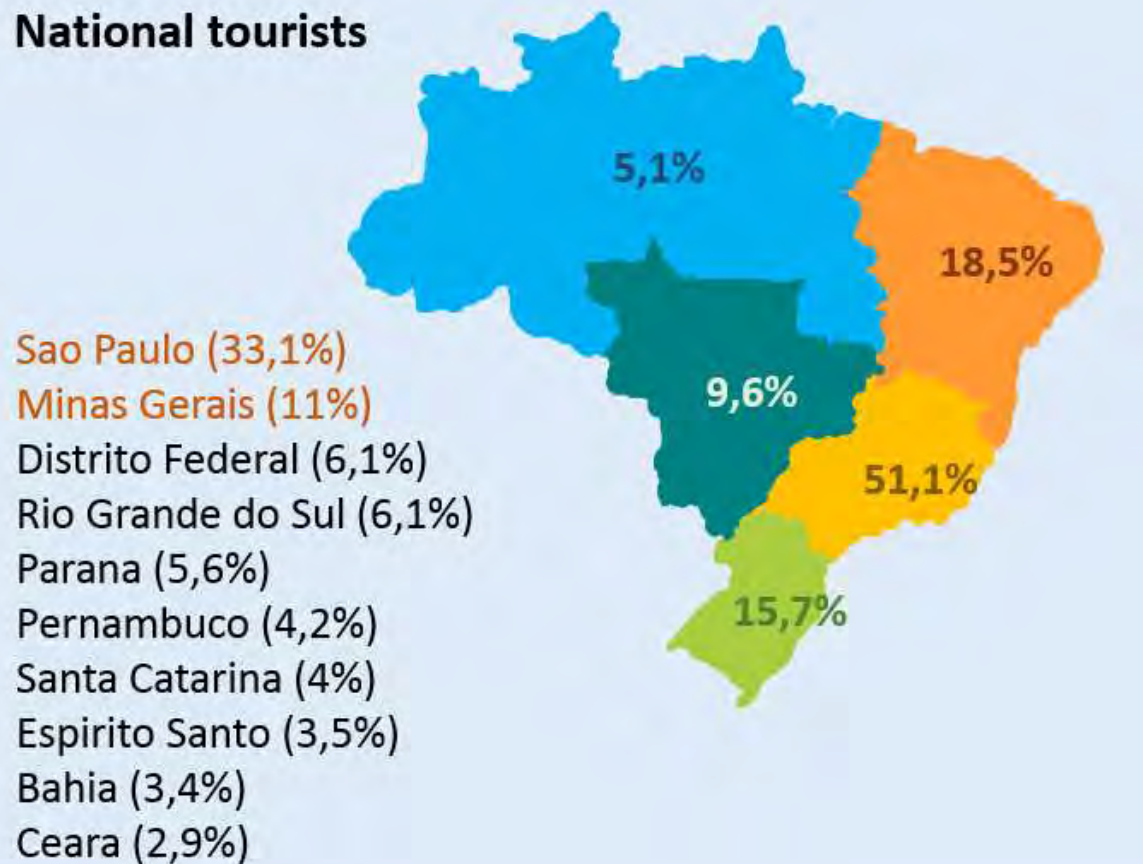 National tourists
5,1%
18,5%
Sao Paulo (33,1%)
Minas Gerais (11%)
9,6%
Distrito Federal (6,1%)
51,1%
Rio Grande do Sul (6,1%)
Parana (5,6%)
15,7%
Pernambuco (4,2%)
Santa Catarina (4%)
Espirito Santo (3,5%)
Bahia (3,4%)
Ceara (2,9%)